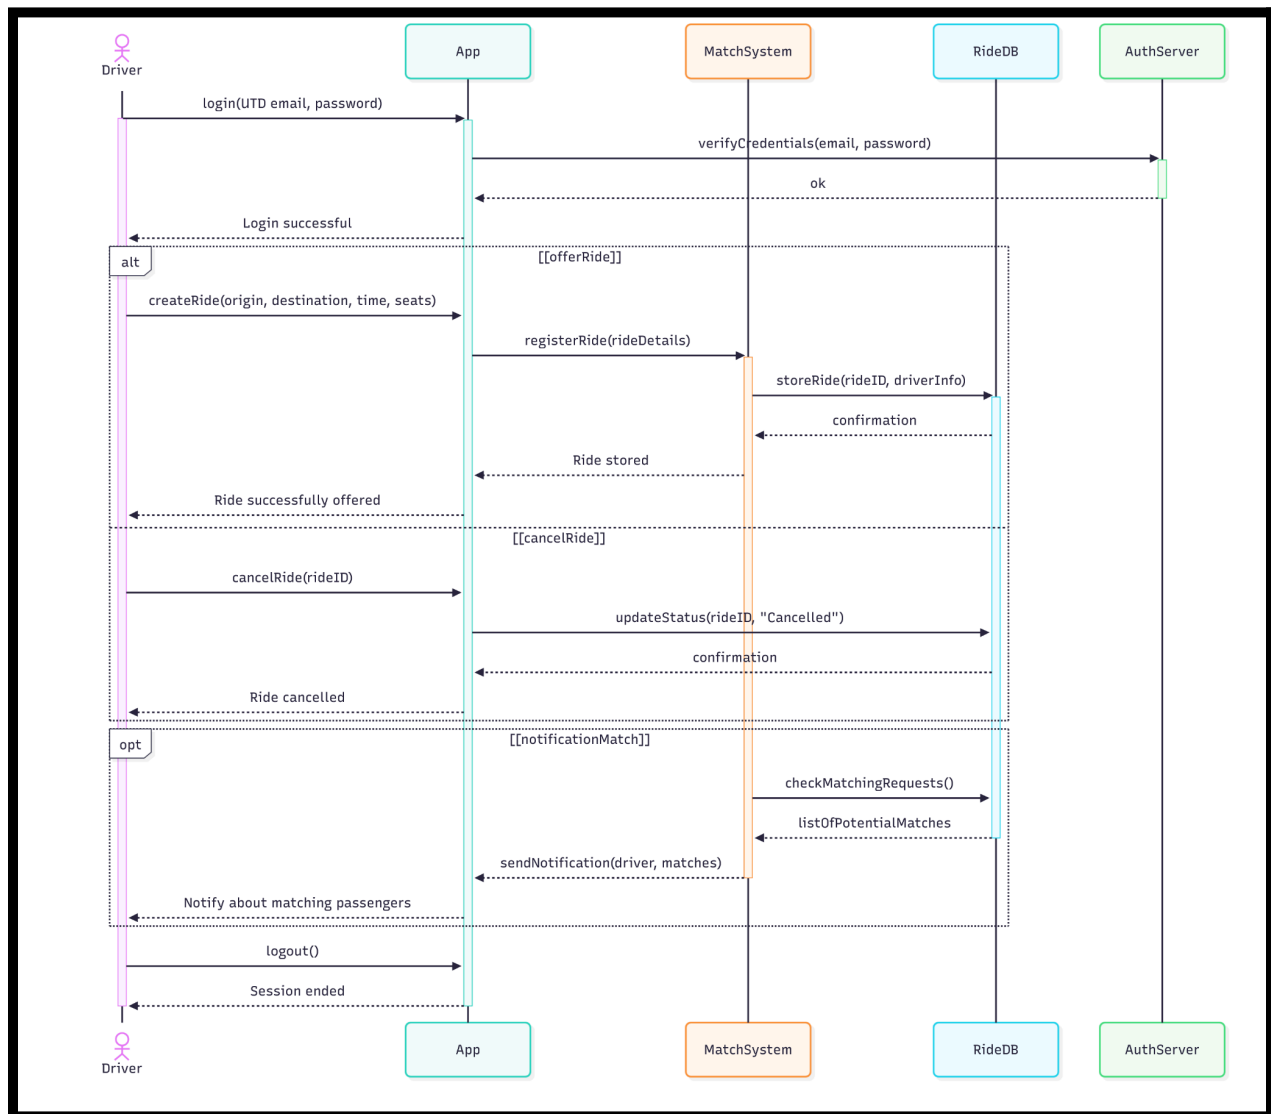 Driver
App
MatchSystem
RideDB
AuthServer
login(UTD email, password)
verifyCredentials(email, password)
ok
Login successful
alt
[[offerRide]]
createRide(origin, destination, time, seats)
registerRide(rideDetails)
storeRide(rideID, driverInfo)
confirmation
Ride stored
Ride successfully offered
[[cancelRide]]
cancelRide(rideID)
updateStatus(rideID, "Cancelled")
confirmation
Ride cancelled
opt
[[notificationMatch]]
checkMatchingRequests()
listOfPotentialMatches
sendNotification(driver, matches)
Notify about matching passengers
logout()
Session ended
Driver
App
MatchSystem
RideDB
AuthServer